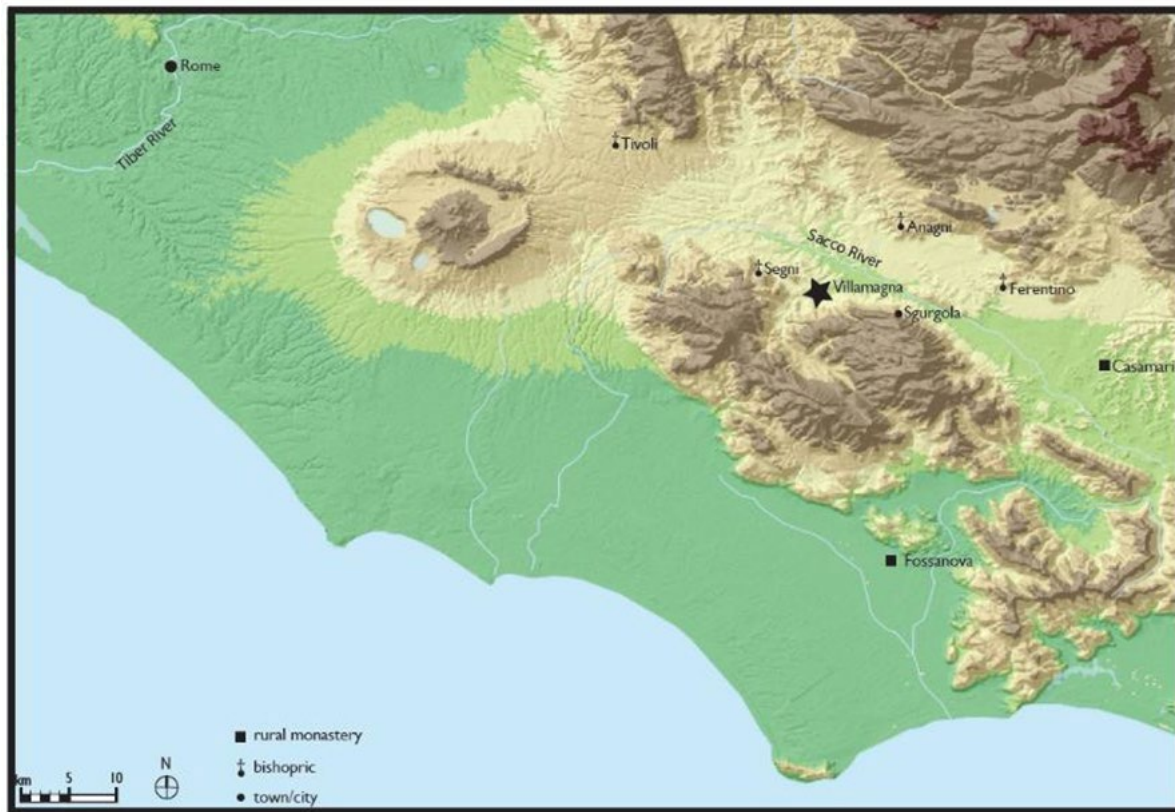 Rome
Tiber River
Tivoli
Anagni
Sacco River
Segni
Villamagna
Ferentino
Sgurgola
Casamari
Fossanova
rural monastery
N
km 5 10
bishopric
town/city